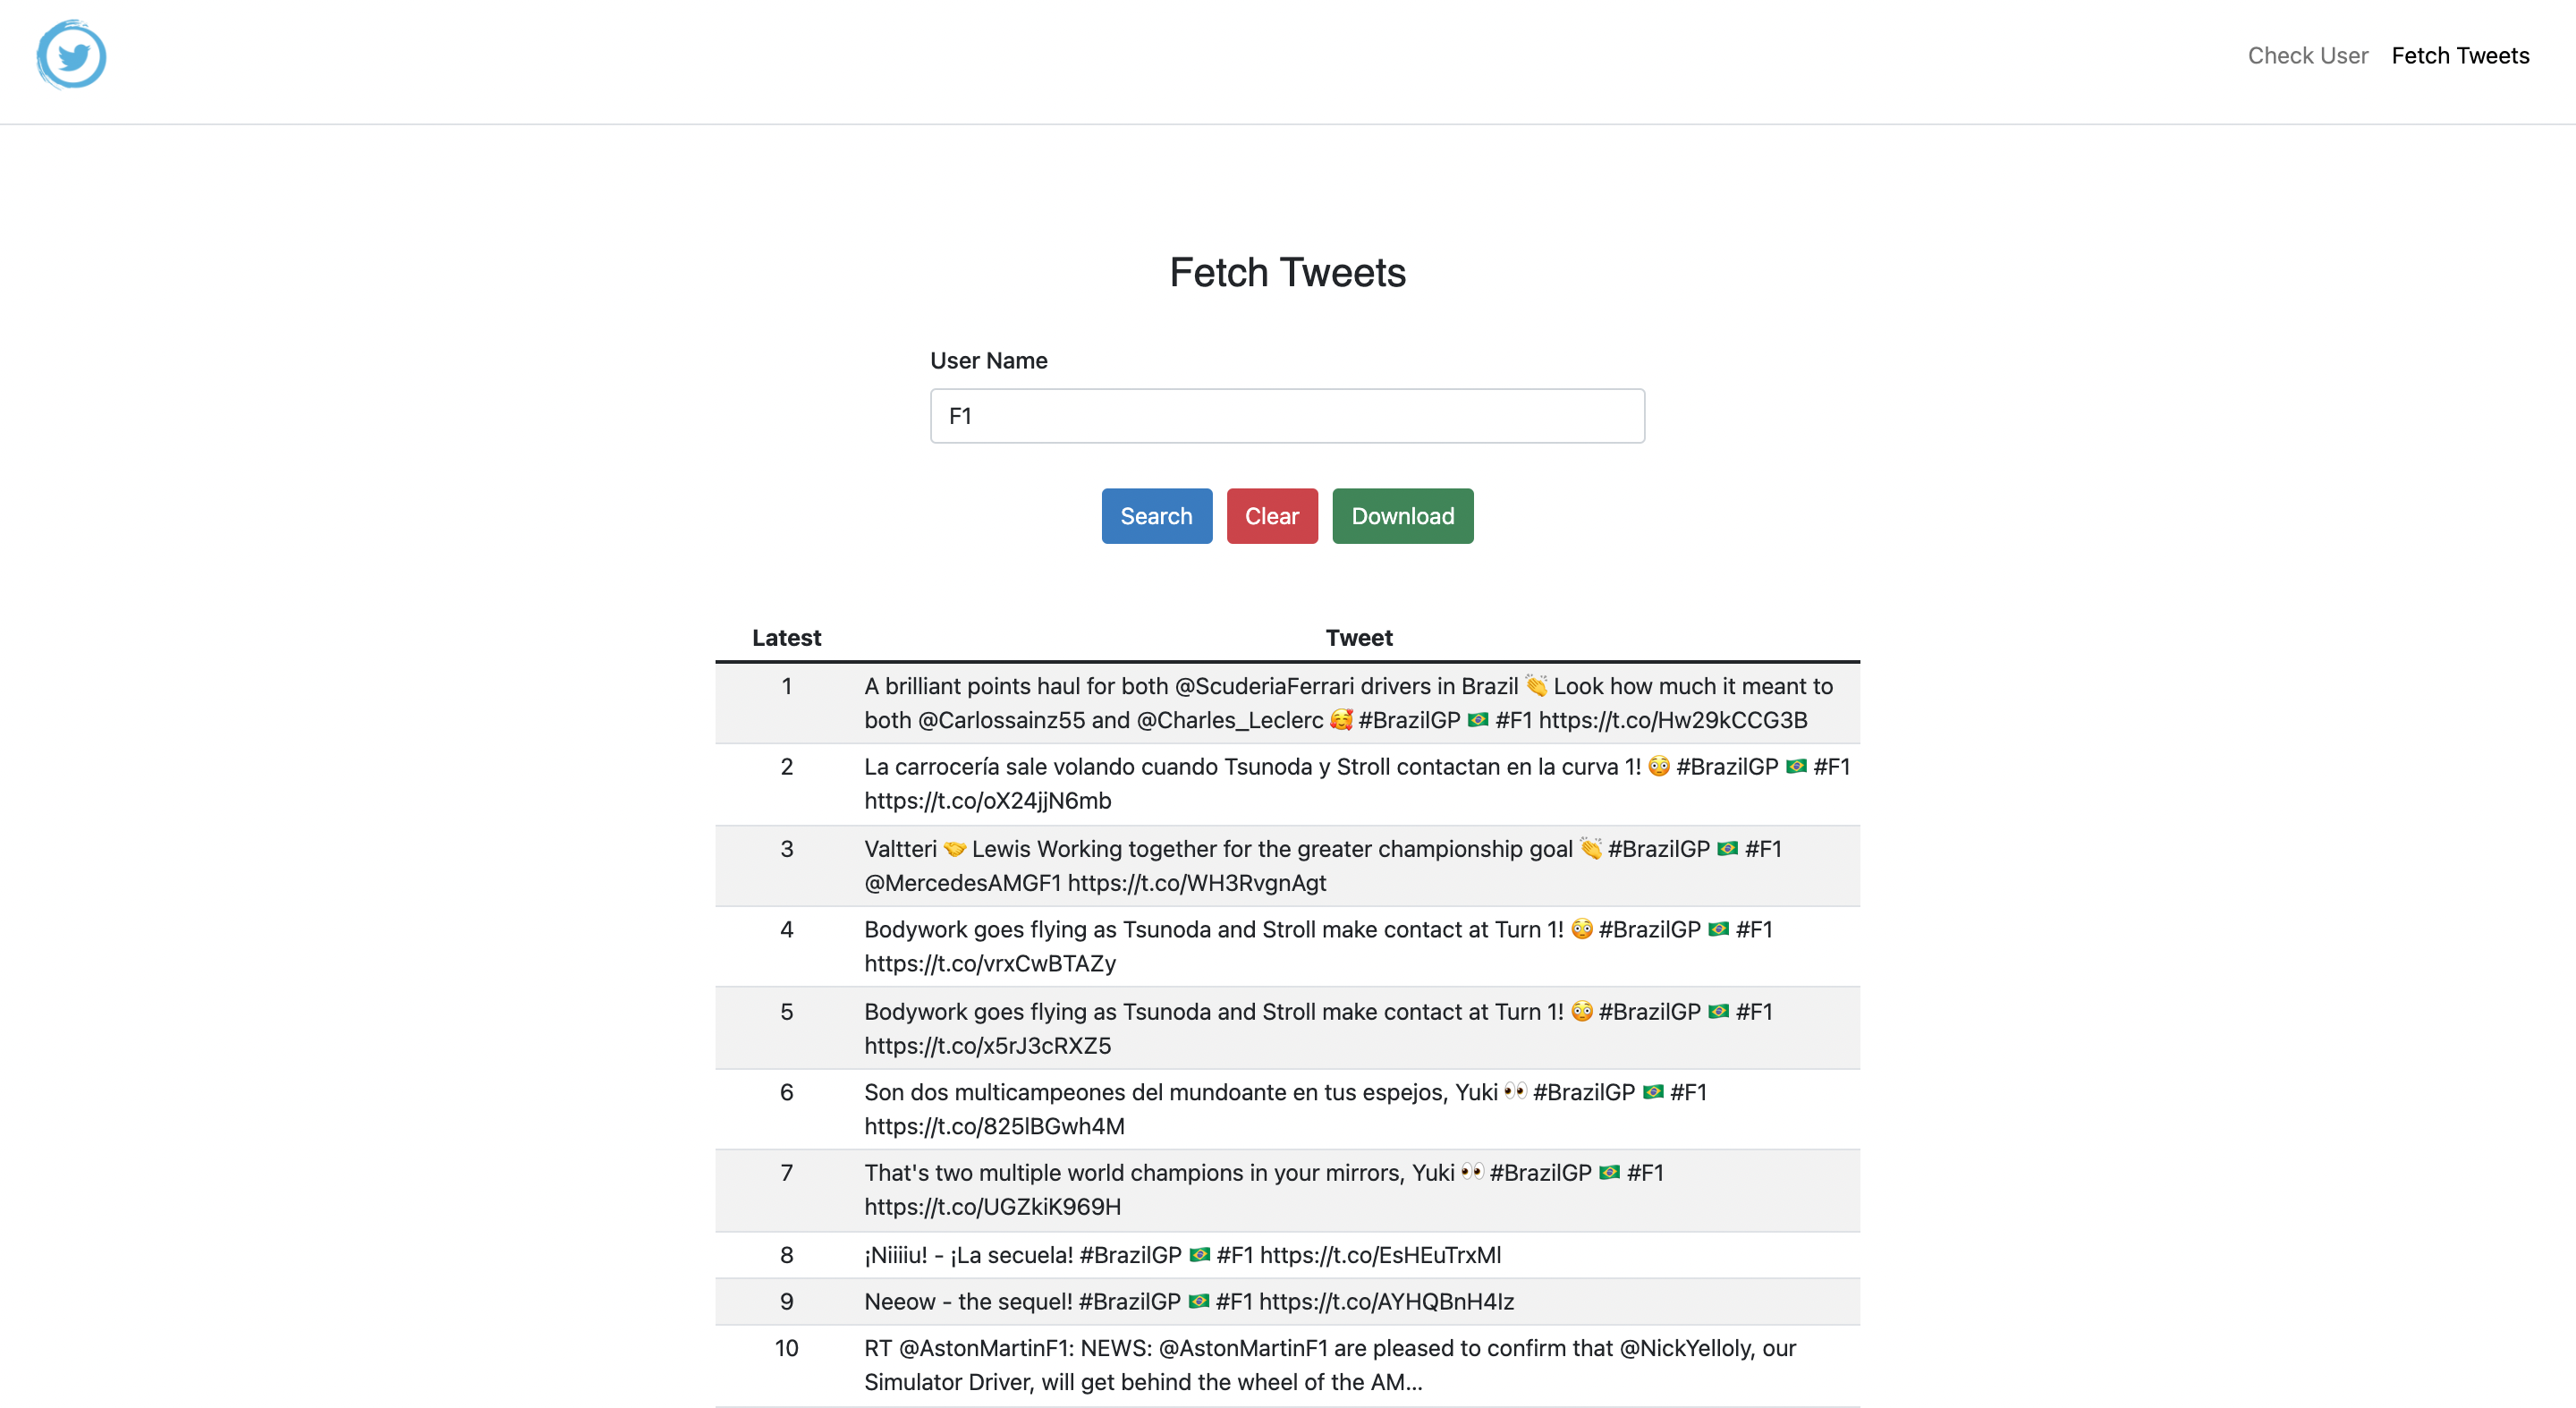 Check User Fetch Tweets
Fetch Tweets
User Name
F1
Search Clear Download
Latest Tweet
1 A brilliant points haul for both @ScuderiaFerrari drivers in Brazil 👏 Look how much it meant to
both @Carlossainz55 and @Charles_Leclerc 🥰 #BrazilGP 🇧🇷 #F1 https://t.co/Hw29kCCG3B
2 La carrocería sale volando cuando Tsunoda y Stroll contactan en la curva 1! 😳 #BrazilGP 🇧🇷 #F1
https://t.co/oX24jjN6mb
3 Valtteri 🤝 Lewis Working together for the greater championship goal 👏 #BrazilGP 🇧🇷 #F1
@MercedesAMGF1 https://t.co/WH3RvgnAgt
4 Bodywork goes flying as Tsunoda and Stroll make contact at Turn 1! 😳 #BrazilGP 🇧🇷 #F1
https://t.co/vrxCwBTAZy
5 Bodywork goes flying as Tsunoda and Stroll make contact at Turn 1! 😳 #BrazilGP 🇧🇷 #F1
https://t.co/x5rJ3cRXZ5
6 Son dos multicampeones del mundoante en tus espejos, Yuki 👀 #BrazilGP 🇧🇷 #F1
https://t.co/825lBGwh4M
7 That's two multiple world champions in your mirrors, Yuki 👀 #BrazilGP 🇧🇷 #F1
https://t.co/UGZkiK969H
8 ¡Niiiiu! - ¡La secuela! #BrazilGP 🇧🇷 #F1 https://t.co/EsHEuTrxMl
9 Neeow - the sequel! #BrazilGP 🇧🇷 #F1 https://t.co/AYHQBnH4Iz
10 RT @AstonMartinF1: NEWS: @AstonMartinF1 are pleased to confirm that @NickYelloly, our
Simulator Driver, will get behind the wheel of the AM…